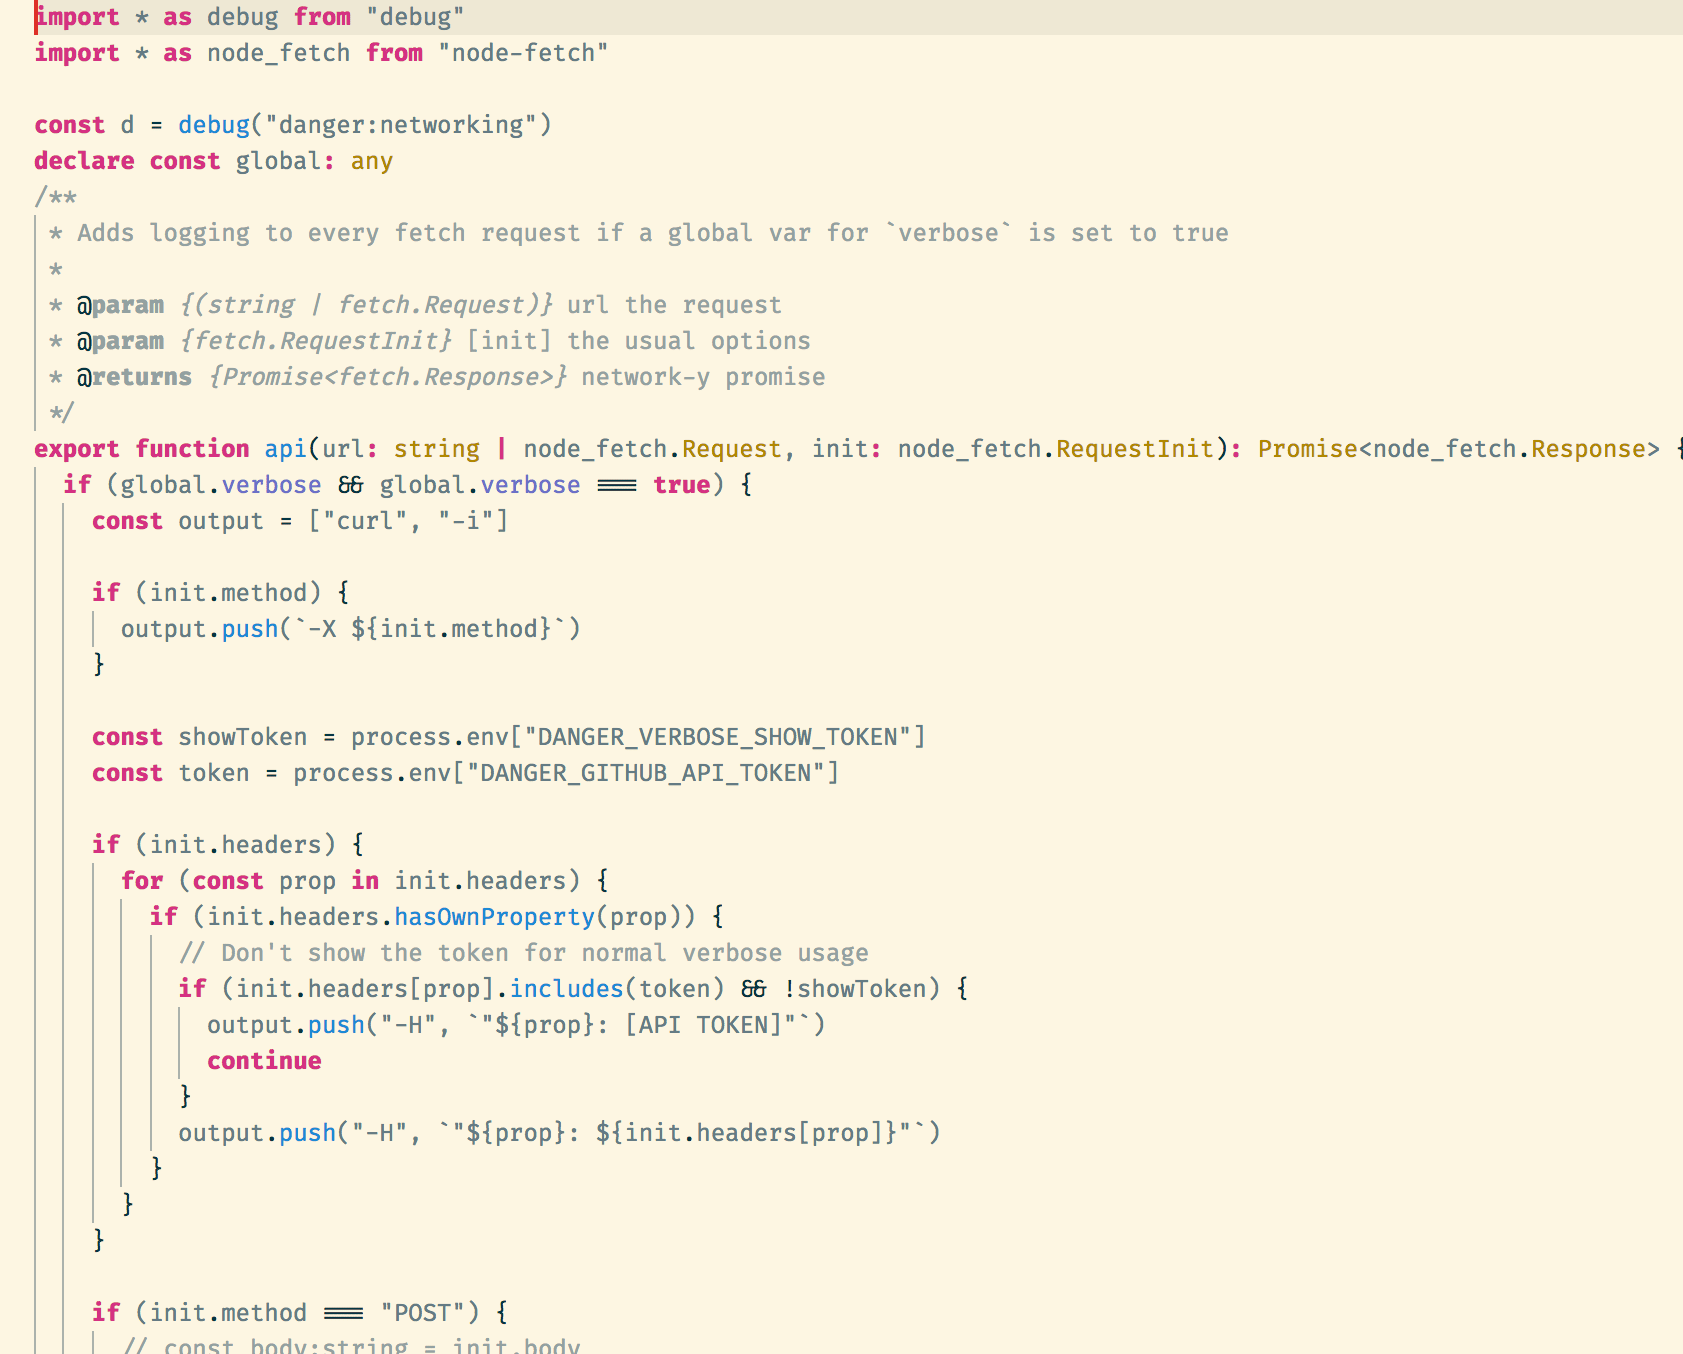 import * as debug from "debug"
import * as node_fetch from "node-fetch"

const d = debug("danger:networking")
declare const global: any
/**
 * Adds logging to every fetch request if a global var for `verbose` is set to true
 *
 * @param {(string | fetch.Request)} url the request
 * @param {fetch.RequestInit} [init] the usual options
 * @returns {Promise<fetch.Response>} network-y promise
 */
export function api(url: string | node_fetch.Request, init: node_fetch.RequestInit): Promise<node_fetch.Response> {
  if (global.verbose && global.verbose === true) {
    const output = ["curl", "-i"]

    if (init.method) {
      output.push(`-X ${init.method}`)
    }

    const showToken = process.env["DANGER_VERBOSE_SHOW_TOKEN"]
    const token = process.env["DANGER_GITHUB_API_TOKEN"]

    if (init.headers) {
      for (const prop in init.headers) {
        if (init.headers.hasOwnProperty(prop)) {
          // Don't show the token for normal verbose usage
          if (init.headers[prop].includes(token) && !showToken) {
            output.push("-H", `"${prop}: [API TOKEN]"`)
            continue
          }
          output.push("-H", `"${prop}: ${init.headers[prop]}"`)
        }
      }
    }

    if (init.method === "POST") {
      // const body:string = init.body